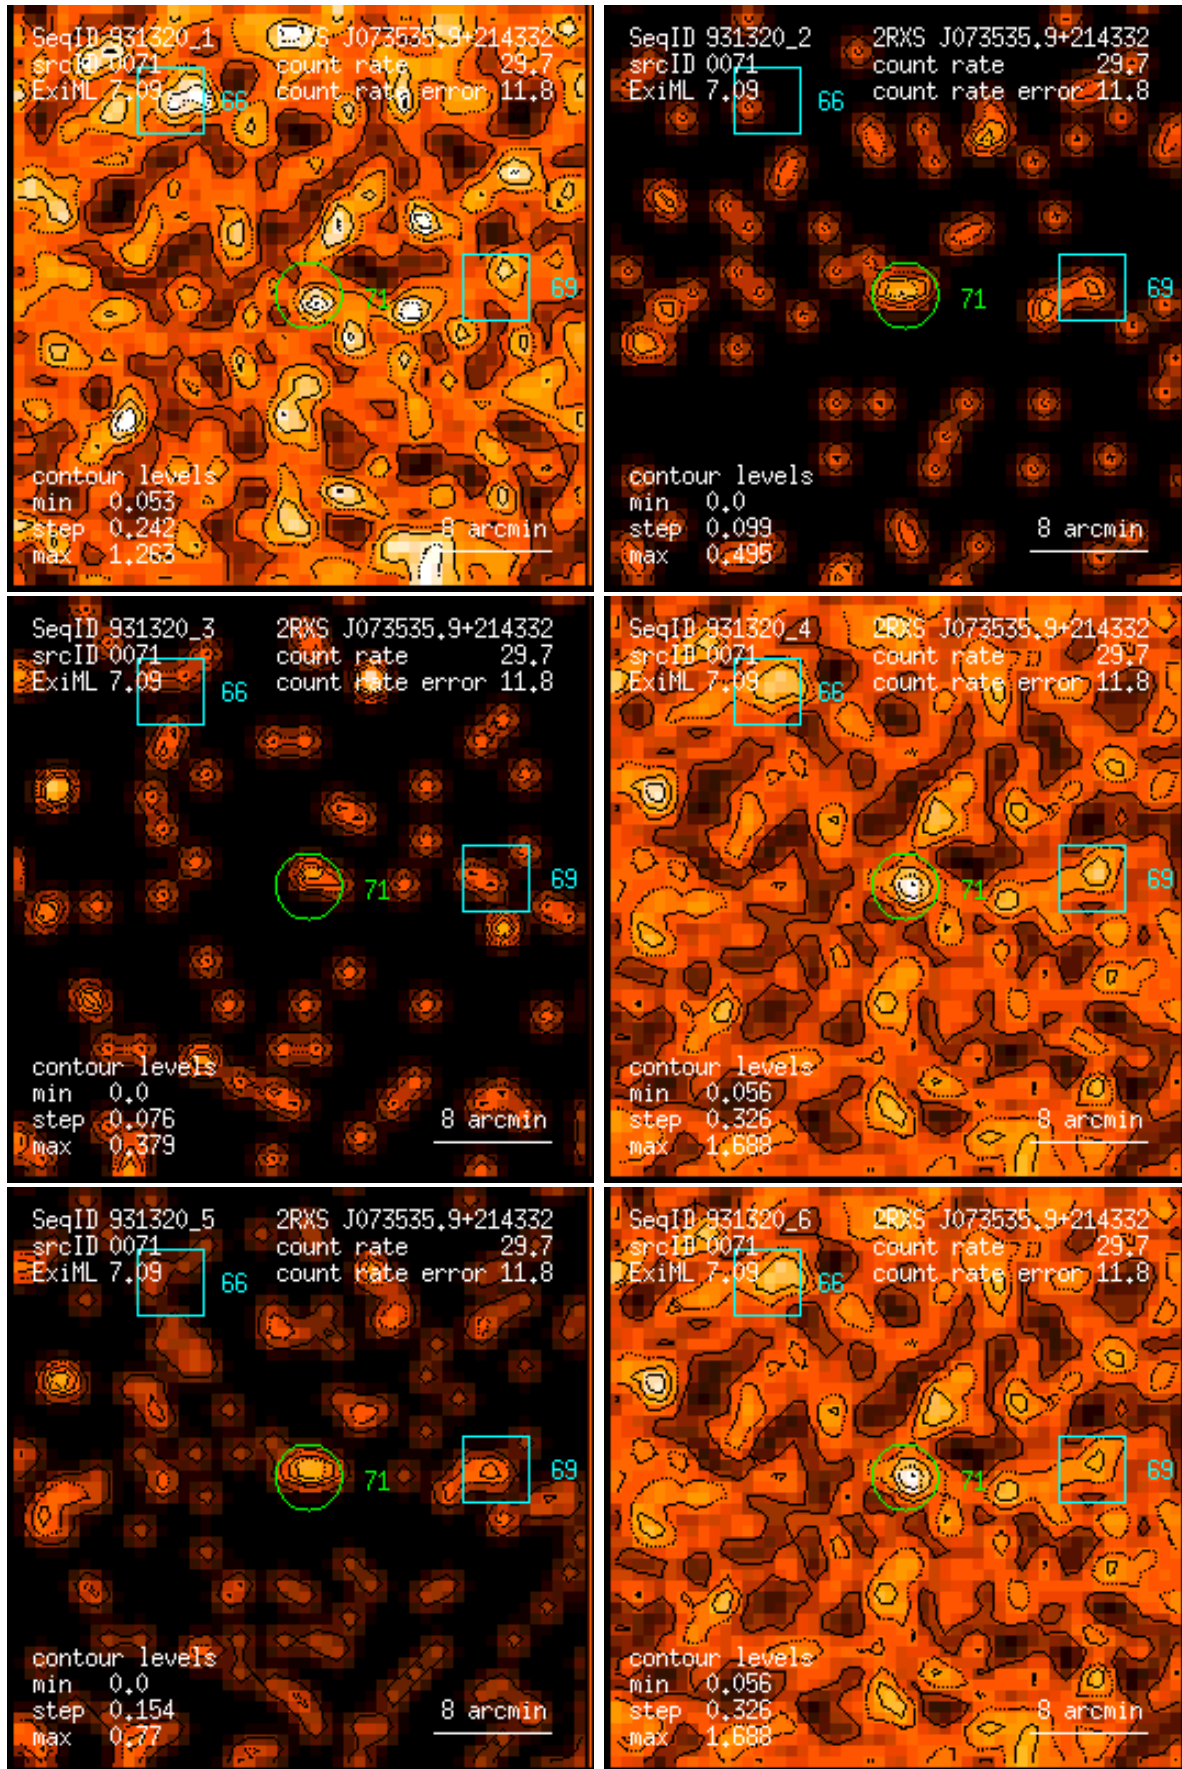 SeqID 931320_1 2RXS J073535.9+214332
srcID 0071 count rate 29.7
ExiML 7.09 66 count rate error 11.8
69
71
contour levels
min 0.053
step 0.242 8 arcmin
max 1.263
SeqID 931320_2 2RXS J073535.9+214332
srcID 0071 count rate 29.7
ExiML 7.09 66 count rate error 11.8
69
71
contour levels
min 0.0
step 0.099 8 arcmin
max 0.495
SeqID 931320_3 2RXS J073535.9+214332
srcID 0071 count rate 29.7
ExiML 7.09 66 count rate error 11.8
69
71
contour levels
min 0.0
step 0.076 8 arcmin
max 0.379
SeqID 931320_4 2RXS J073535.9+214332
srcID 0071 count rate 29.7
ExiML 7.09 66 count rate error 11.8
69
71
contour levels
min 0.056
step 0.326 8 arcmin
max 1.688
SeqID 931320_5 2RXS J073535.9+214332
srcID 0071 count rate 29.7
ExiML 7.09 66 count rate error 11.8
69
71
contour levels
min 0.0
step 0.154 8 arcmin
max 0.77
SeqID 931320_6 2RXS J073535.9+214332
srcID 0071 count rate 29.7
ExiML 7.09 66 count rate error 11.8
69
71
contour levels
min 0.056
step 0.326 8 arcmin
max 1.688